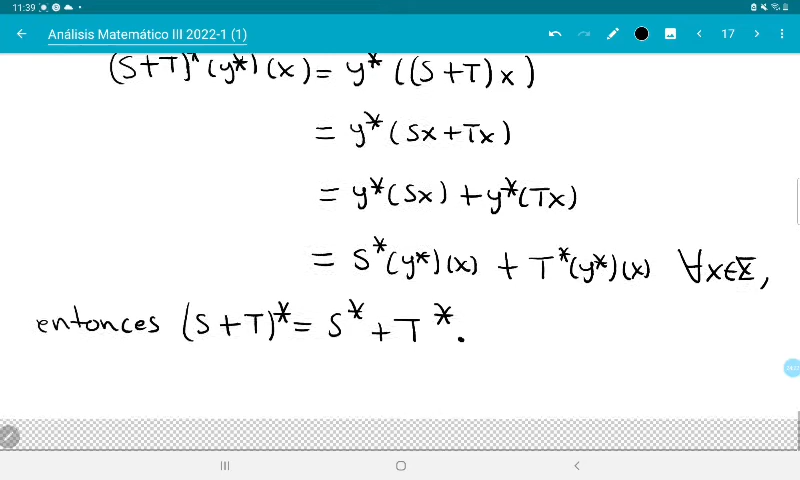 11:39
Análisis Matemático III 2022-1 (1)
17
(S+T)*(y*)(x) = y*((S+T)x)
= y*(Sx+Tx)
= y*(Sx) + y*(Tx)
= S*(y*)(x) + T*(y*)(x) ∀x∈X,
entonces (S+T)* = S* + T*.